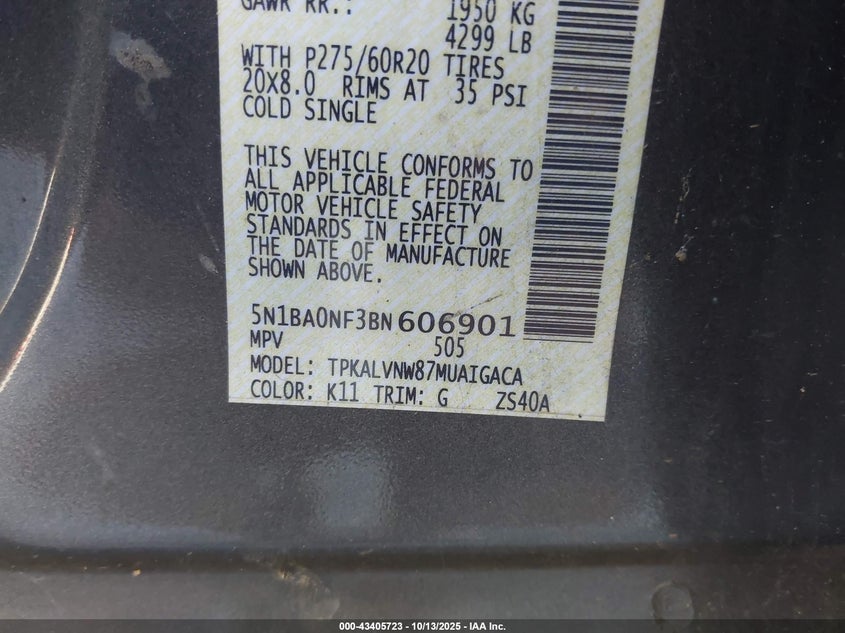 GAWR RR.: 1950 KG
4299 LB
WITH P275/60R20 TIRES
20X8.0 RIMS AT 35 PSI
COLD SINGLE
THIS VEHICLE CONFORMS TO
ALL APPLICABLE FEDERAL
MOTOR VEHICLE SAFETY
STANDARDS IN EFFECT ON
THE DATE OF MANUFACTURE
SHOWN ABOVE.
5N1BA0NF3BN606901
MPV 505
MODEL: TPKALVNW87MUAIGACA
COLOR: K11 TRIM: G ZS40A
000-43405723 - 10/13/2025 - IAA Inc.